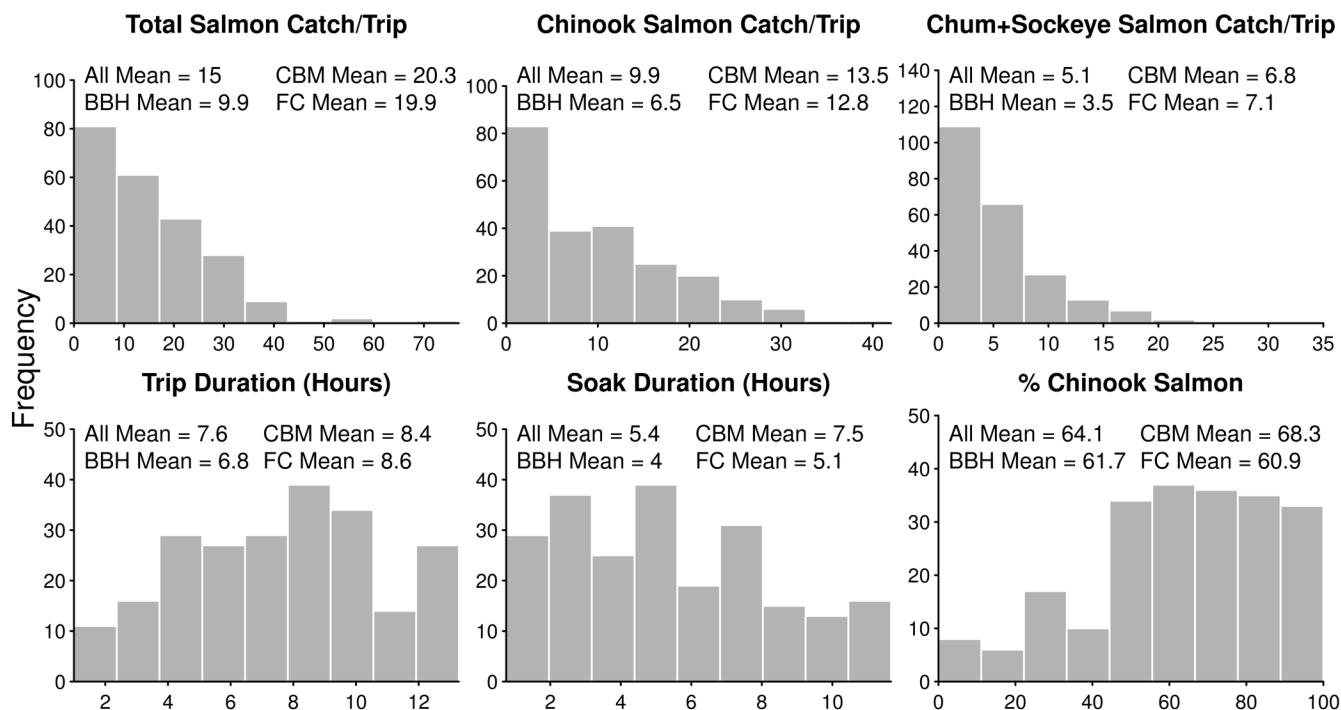 Total Salmon Catch/Trip
All Mean = 15 CBM Mean = 20.3
BBH Mean = 9.9 FC Mean = 19.9
100
80
60
40
20
0
0 10 20 30 40 50 60 70
Chinook Salmon Catch/Trip
All Mean = 9.9 CBM Mean = 13.5
BBH Mean = 6.5 FC Mean = 12.8
100
80
60
40
20
0
0 10 20 30 40
Chum+Sockeye Salmon Catch/Trip
All Mean = 5.1 CBM Mean = 6.8
BBH Mean = 3.5 FC Mean = 7.1
140
120
100
80
60
40
20
0
0 5 10 15 20 25 30 35
Frequency
Trip Duration (Hours)
All Mean = 7.6 CBM Mean = 8.4
BBH Mean = 6.8 FC Mean = 8.6
50
40
30
20
10
0
2 4 6 8 10 12
Soak Duration (Hours)
All Mean = 5.4 CBM Mean = 7.5
BBH Mean = 4 FC Mean = 5.1
50
40
30
20
10
0
2 4 6 8 10
% Chinook Salmon
All Mean = 64.1 CBM Mean = 68.3
BBH Mean = 61.7 FC Mean = 60.9
50
40
30
20
10
0
0 20 40 60 80 100